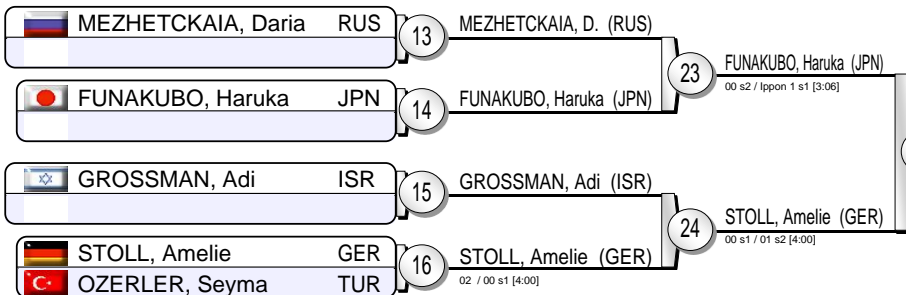 MEZHETCKAIA, Daria RUS
13
MEZHETCKAIA, D. (RUS)
23
FUNAKUBO, Haruka (JPN)
00 s2 / Ippon 1 s1 [3:06]
FUNAKUBO, Haruka JPN
14
FUNAKUBO, Haruka (JPN)
GROSSMAN, Adi ISR
15
GROSSMAN, Adi (ISR)
24
STOLL, Amelie (GER)
00 s1 / 01 s2 [4:00]
STOLL, Amelie GER
16
STOLL, Amelie (GER)
02 / 00 s1 [4:00]
OZERLER, Seyma TUR